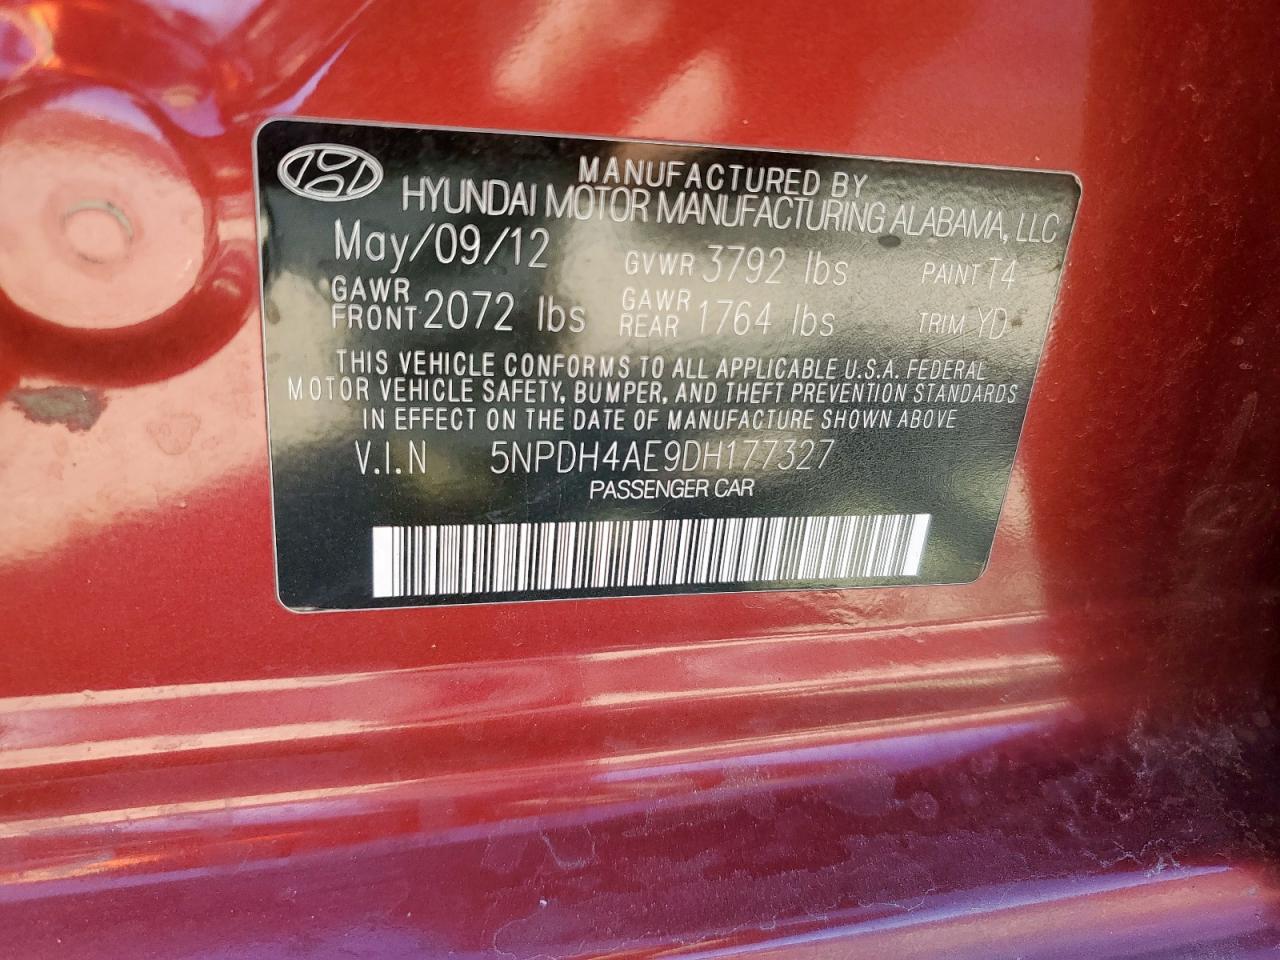 MANUFACTURED BY
HYUNDAI MOTOR MANUFACTURING ALABAMA, LLC
May/09/12 GVWR 3792 lbs PAINT T4
GAWR FRONT 2072 lbs GAWR REAR 1764 lbs TRIM YD
THIS VEHICLE CONFORMS TO ALL APPLICABLE U.S.A. FEDERAL
MOTOR VEHICLE SAFETY, BUMPER, AND THEFT PREVENTION STANDARDS
IN EFFECT ON THE DATE OF MANUFACTURE SHOWN ABOVE
V.I.N 5NPDH4AE9DH177327
PASSENGER CAR